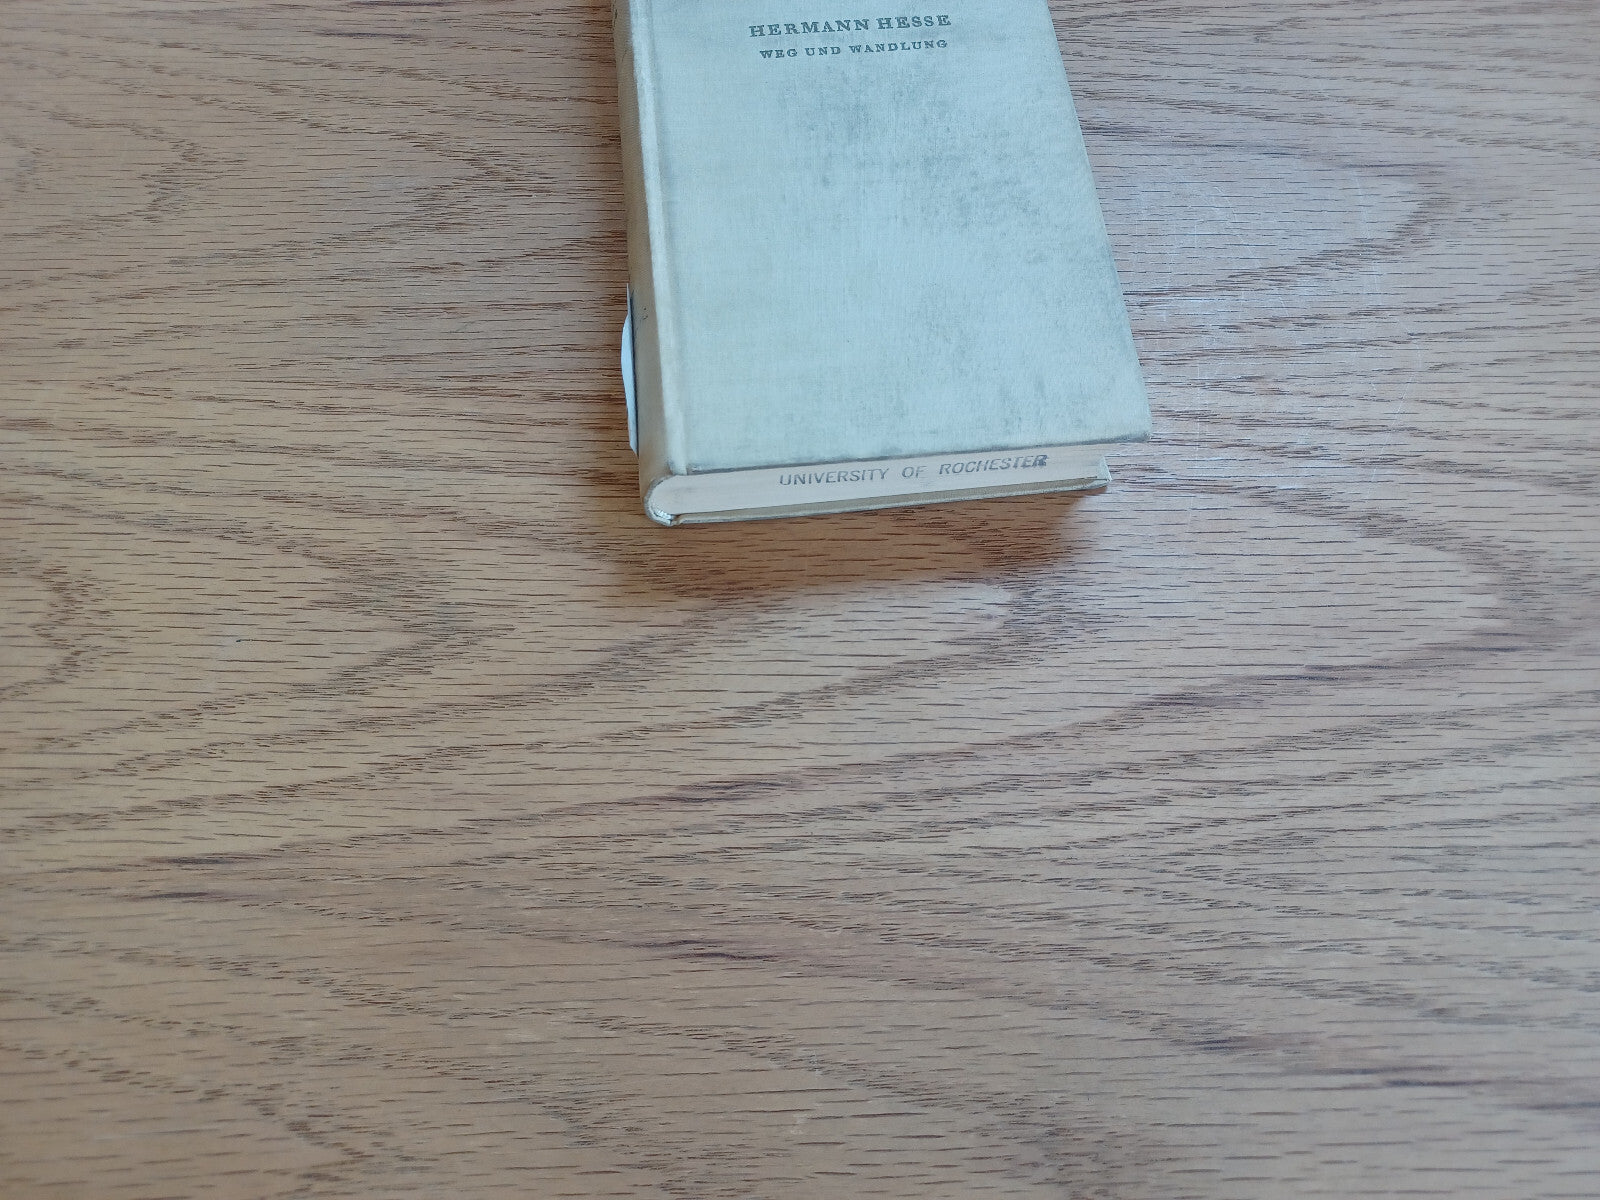 HERMANN HESSE
WEG UND WANDLUNG
UNIVERSITY OF ROCHESTER